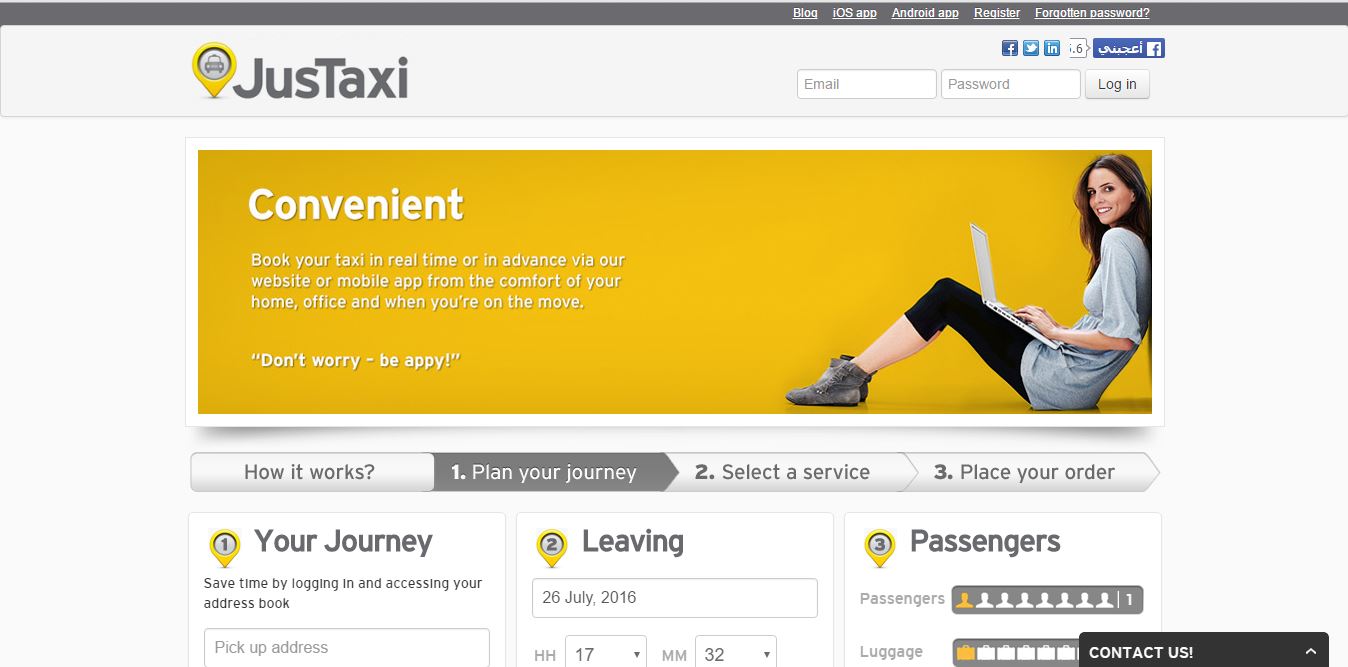 Blog iOS app Android app Register Forgotten password?
JusTaxi
أعجبني
Email Password Log in
Convenient
Book your taxi in real time or in advance via our
website or mobile app from the comfort of your
home, office and when you're on the move.
“Don't worry - be appy!”
How it works? 1. Plan your journey 2. Select a service 3. Place your order
1 Your Journey
Save time by logging in and accessing your
address book
Pick up address
2 Leaving
26 July, 2016
HH 17 MM 32
3 Passengers
Passengers 1
Luggage
CONTACT US!